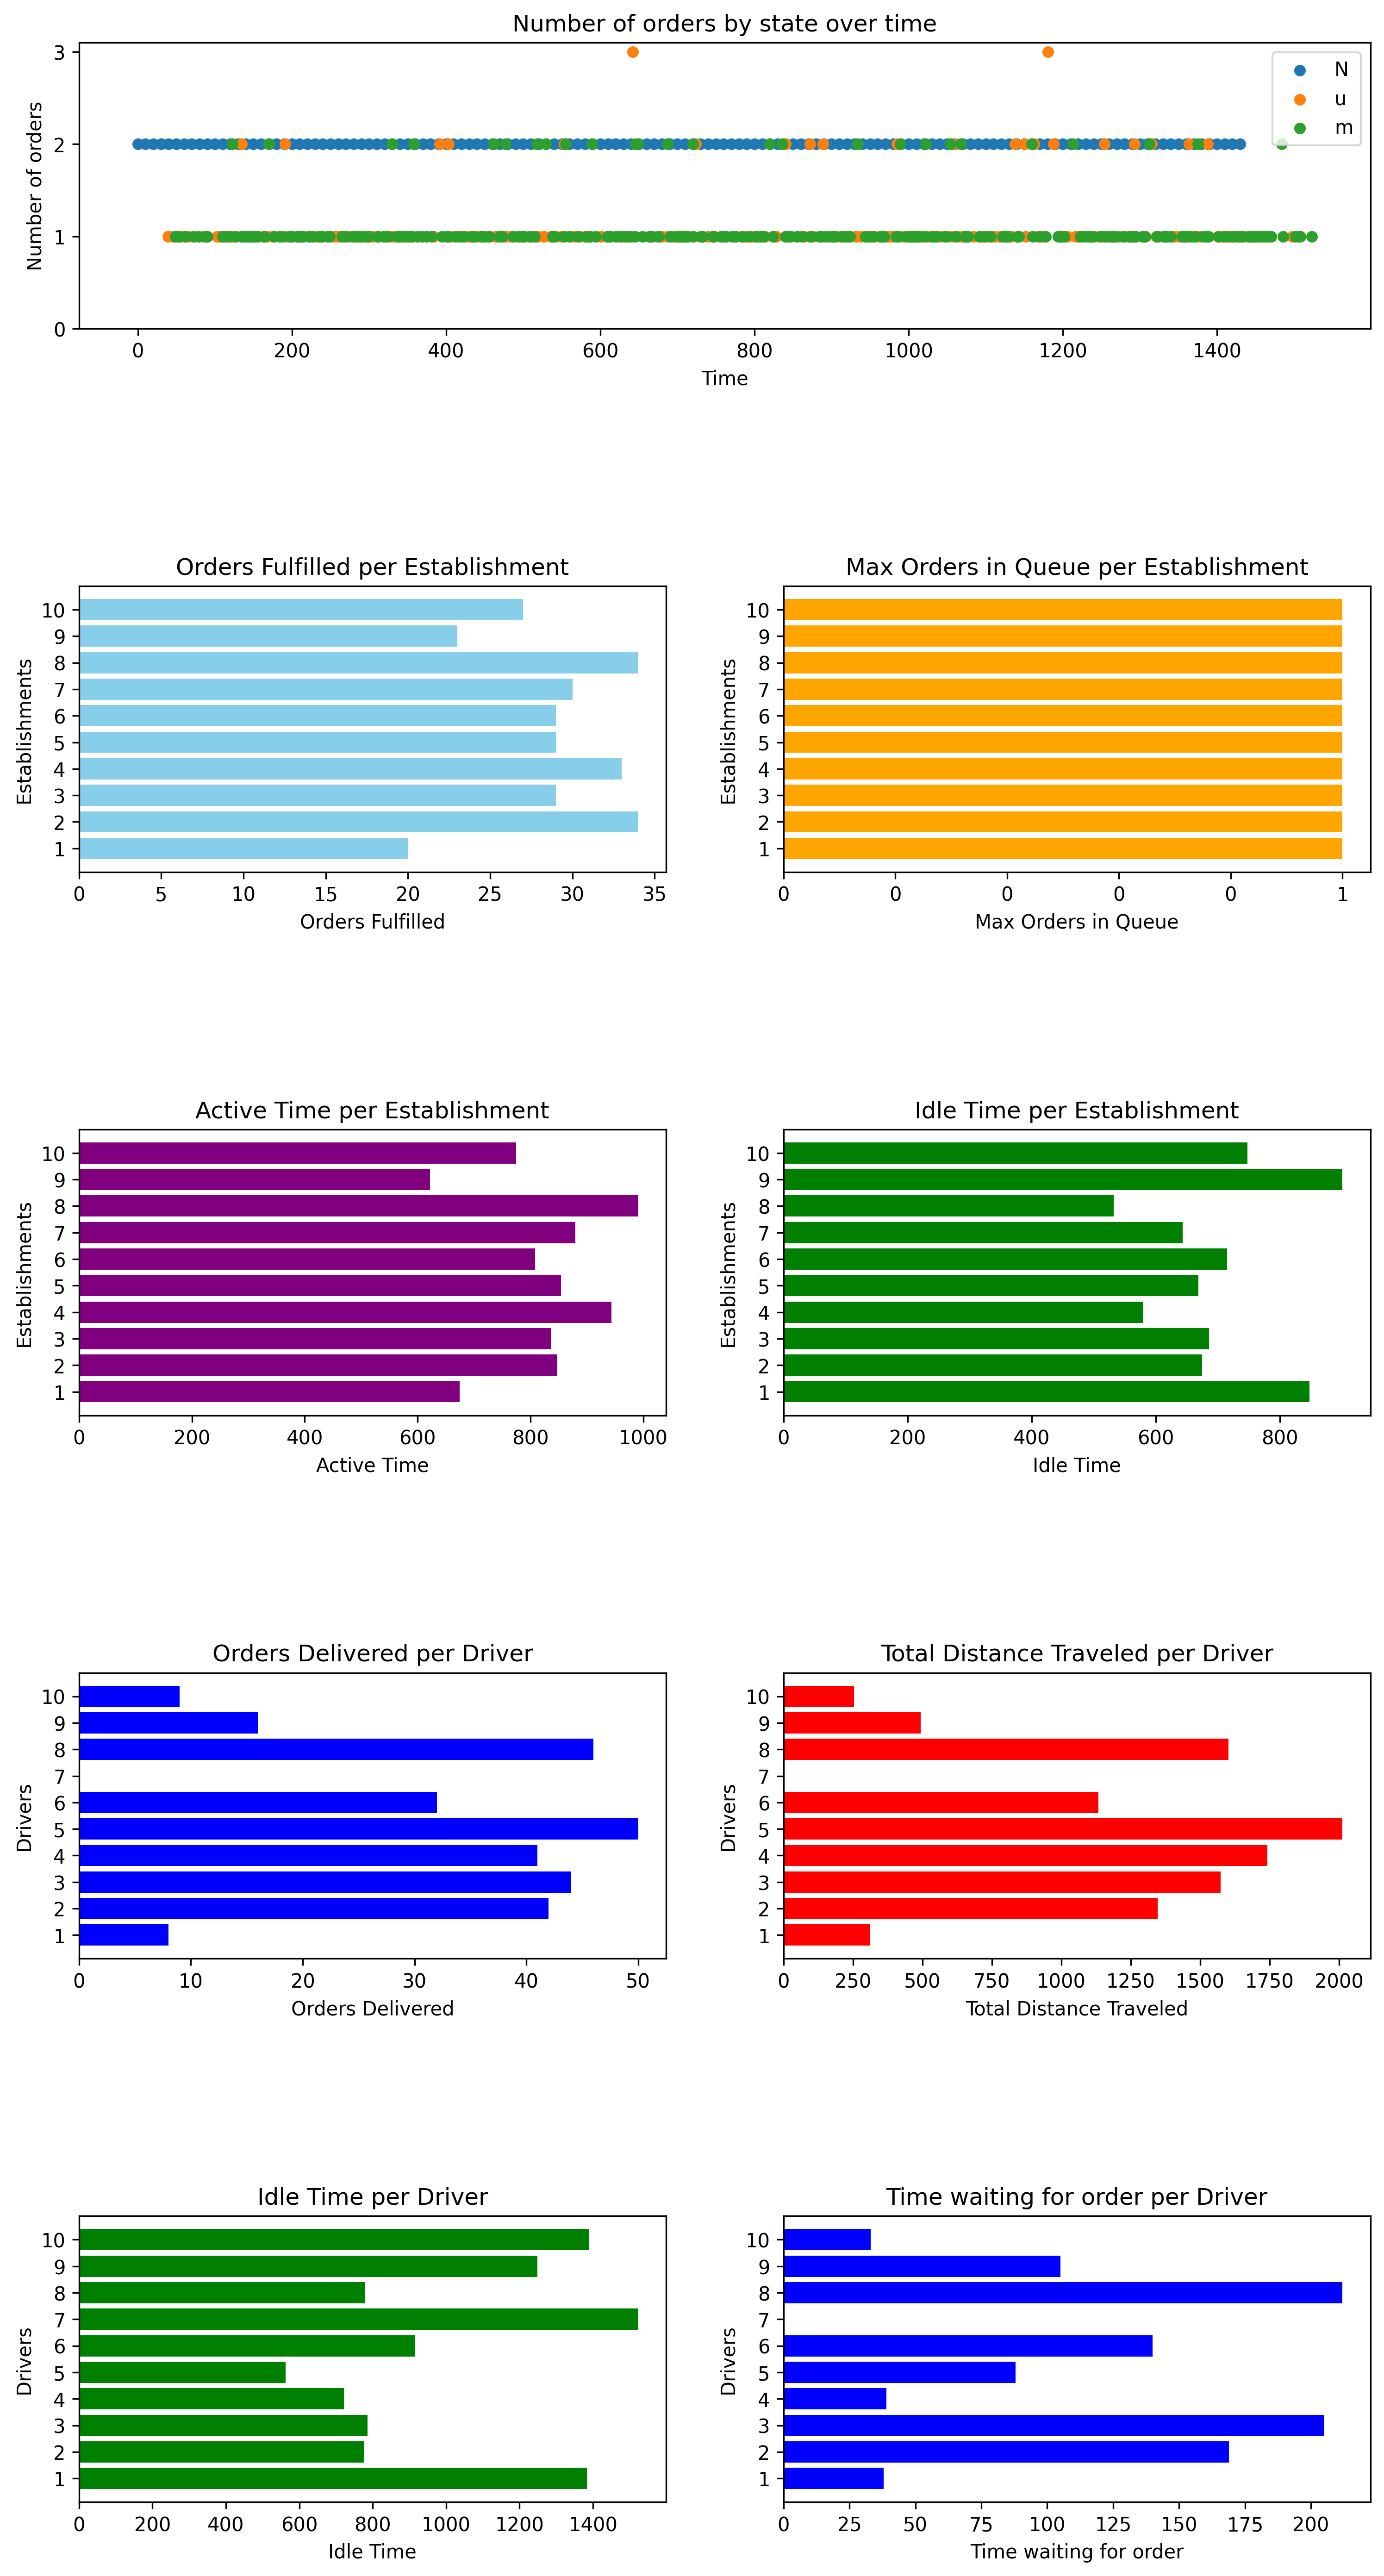 Number of orders by state over time
Number of orders
3
2
1
0
N
u
m
0 200 400 600 800 1000 1200 1400
Time
Orders Fulfilled per Establishment
Establishments
10
9
8
7
6
5
4
3
2
1
0 5 10 15 20 25 30 35
Orders Fulfilled
Max Orders in Queue per Establishment
Establishments
10
9
8
7
6
5
4
3
2
1
0 0 0 0 0 1
Max Orders in Queue
Active Time per Establishment
Establishments
10
9
8
7
6
5
4
3
2
1
0 200 400 600 800 1000
Active Time
Idle Time per Establishment
Establishments
10
9
8
7
6
5
4
3
2
1
0 200 400 600 800
Idle Time
Orders Delivered per Driver
Drivers
10
9
8
7
6
5
4
3
2
1
0 10 20 30 40 50
Orders Delivered
Total Distance Traveled per Driver
Drivers
10
9
8
7
6
5
4
3
2
1
0 250 500 750 1000 1250 1500 1750 2000
Total Distance Traveled
Idle Time per Driver
Drivers
10
9
8
7
6
5
4
3
2
1
0 200 400 600 800 1000 1200 1400
Idle Time
Time waiting for order per Driver
Drivers
10
9
8
7
6
5
4
3
2
1
0 25 50 75 100 125 150 175 200
Time waiting for order